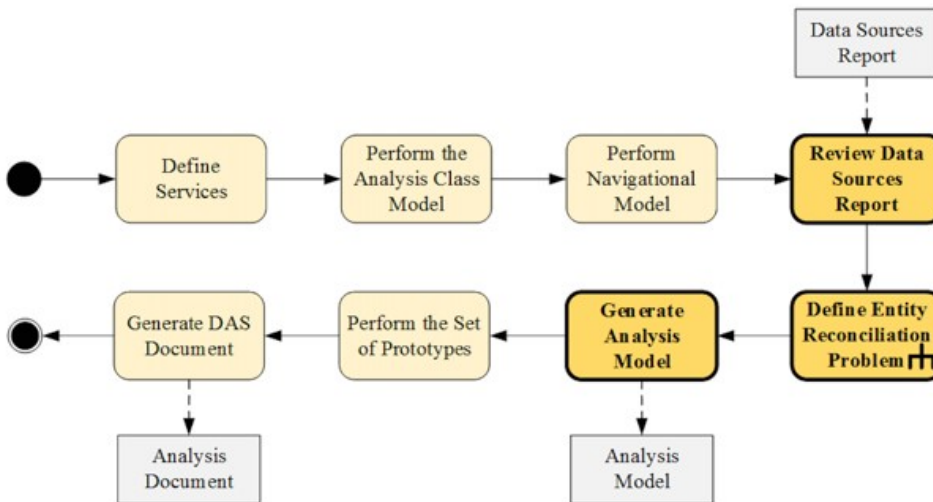 Data Sources
Report
Define
Services
Perform the
Analysis Class
Model
Perform
Navigational
Model
Review Data
Sources
Report
Generate DAS
Document
Perform the Set
of Prototypes
Generate
Analysis
Model
Define Entity
Reconciliation
Problem
Analysis
Document
Analysis
Model